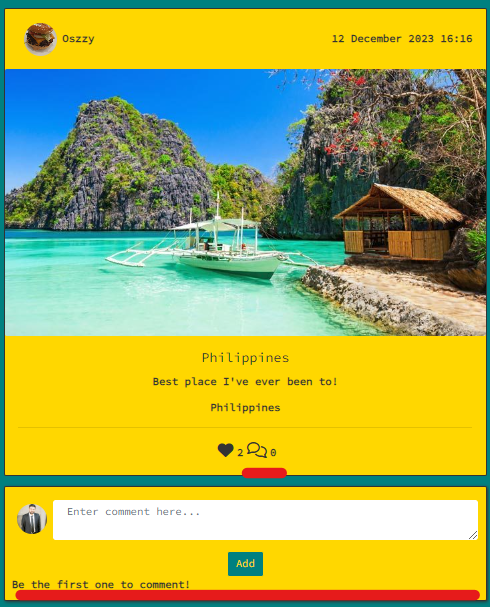 Oszzy
12 December 2023 16:16
Philippines
Best place I've ever been to!
Philippines
2 0
Enter comment here...
Add
Be the first one to comment!